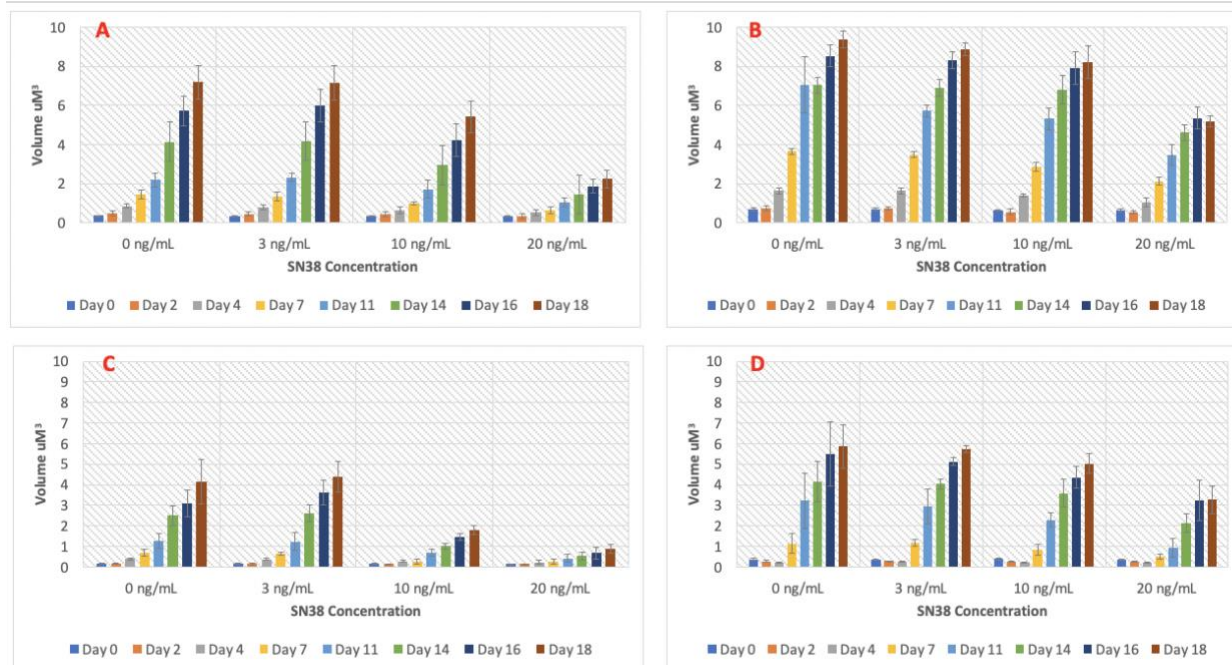 A
10
8
6
4
2
0
Volume uM³
0 ng/mL 3 ng/mL 10 ng/mL 20 ng/mL
SN38 Concentration
Day 0 Day 2 Day 4 Day 7 Day 11 Day 14 Day 16 Day 18
B
10
8
6
4
2
0
Volume uM³
0 ng/mL 3 ng/mL 10 ng/mL 20 ng/mL
SN38 Concentration
Day 0 Day 2 Day 4 Day 7 Day 11 Day 14 Day 16 Day 18
C
10
9
8
7
6
5
4
3
2
1
0
Volume uM³
0 ng/mL 3 ng/mL 10 ng/mL 20 ng/mL
SN38 Concentration
Day 0 Day 2 Day 4 Day 7 Day 11 Day 14 Day 16 Day 18
D
10
9
8
7
6
5
4
3
2
1
0
Volume uM³
0 ng/mL 3 ng/mL 10 ng/mL 20 ng/mL
SN38 Concentration
Day 0 Day 2 Day 4 Day 7 Day 11 Day 14 Day 16 Day 18